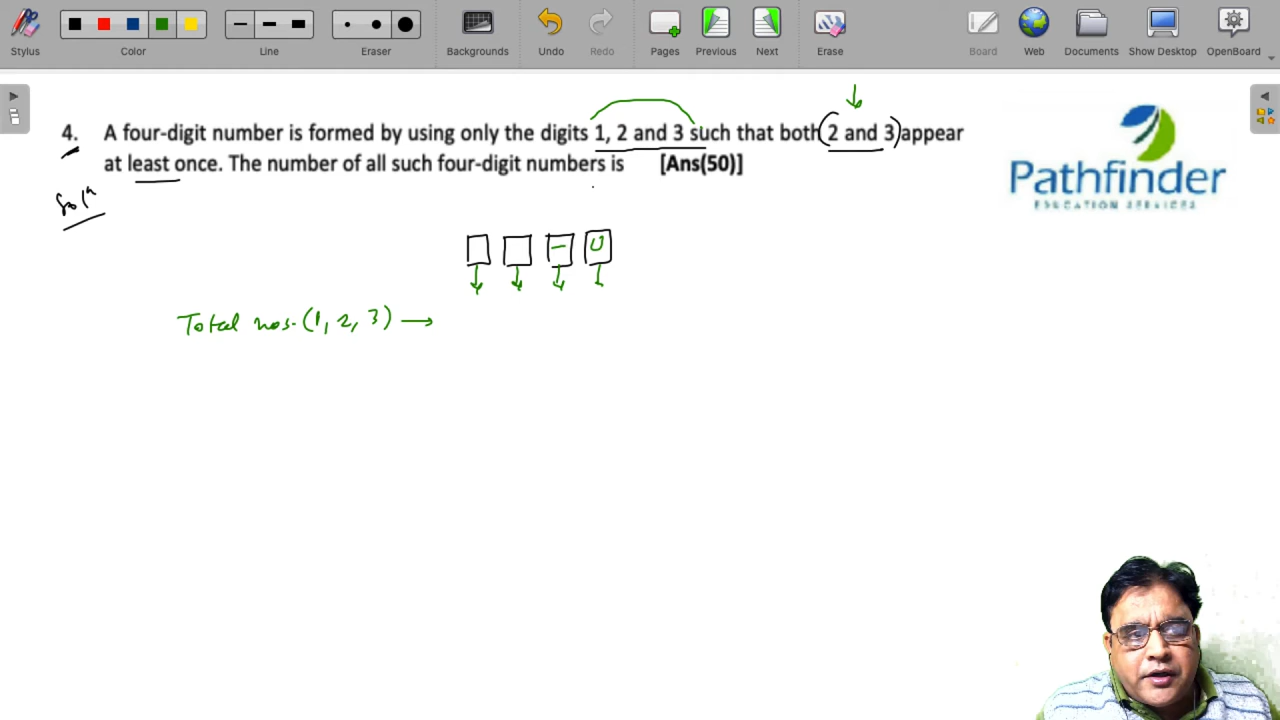 Stylus
Color
Line
Eraser
Backgrounds
Undo
Redo
Pages
Previous
Next
Erase
Board
Web
Documents
Show Desktop
OpenBoard
4. A four-digit number is formed by using only the digits 1, 2 and 3 such that both 2 and 3 appear
at least once. The number of all such four-digit numbers is [Ans(50)]
Solⁿ
Pathfinder
EDUCATION SERVICES
U
Total nos. (1, 2, 3) →